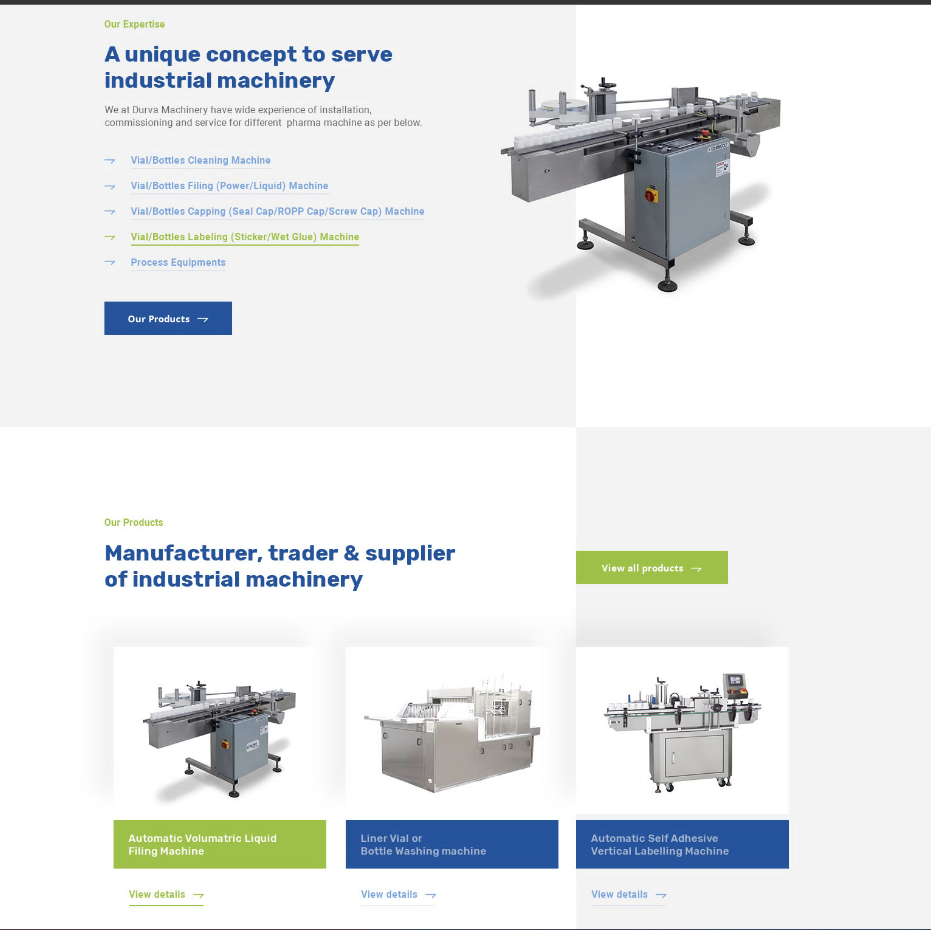 Our Expertise
A unique concept to serve
industrial machinery
We at Durva Machinery have wide experience of installation,
commissioning and service for different pharma machine as per below.
Vial/Bottles Cleaning Machine
Vial/Bottles Filing (Power/Liquid) Machine
Vial/Bottles Capping (Seal Cap/ROPP Cap/Screw Cap) Machine
Vial/Bottles Labeling (Sticker/Wet Glue) Machine
Process Equipments
Our Products
Our Products
Manufacturer, trader & supplier
of industrial machinery
View all products
Automatic Volumatric Liquid
Filing Machine
Liner Vial or
Bottle Washing machine
Automatic Self Adhesive
Vertical Labelling Machine
View details
View details
View details